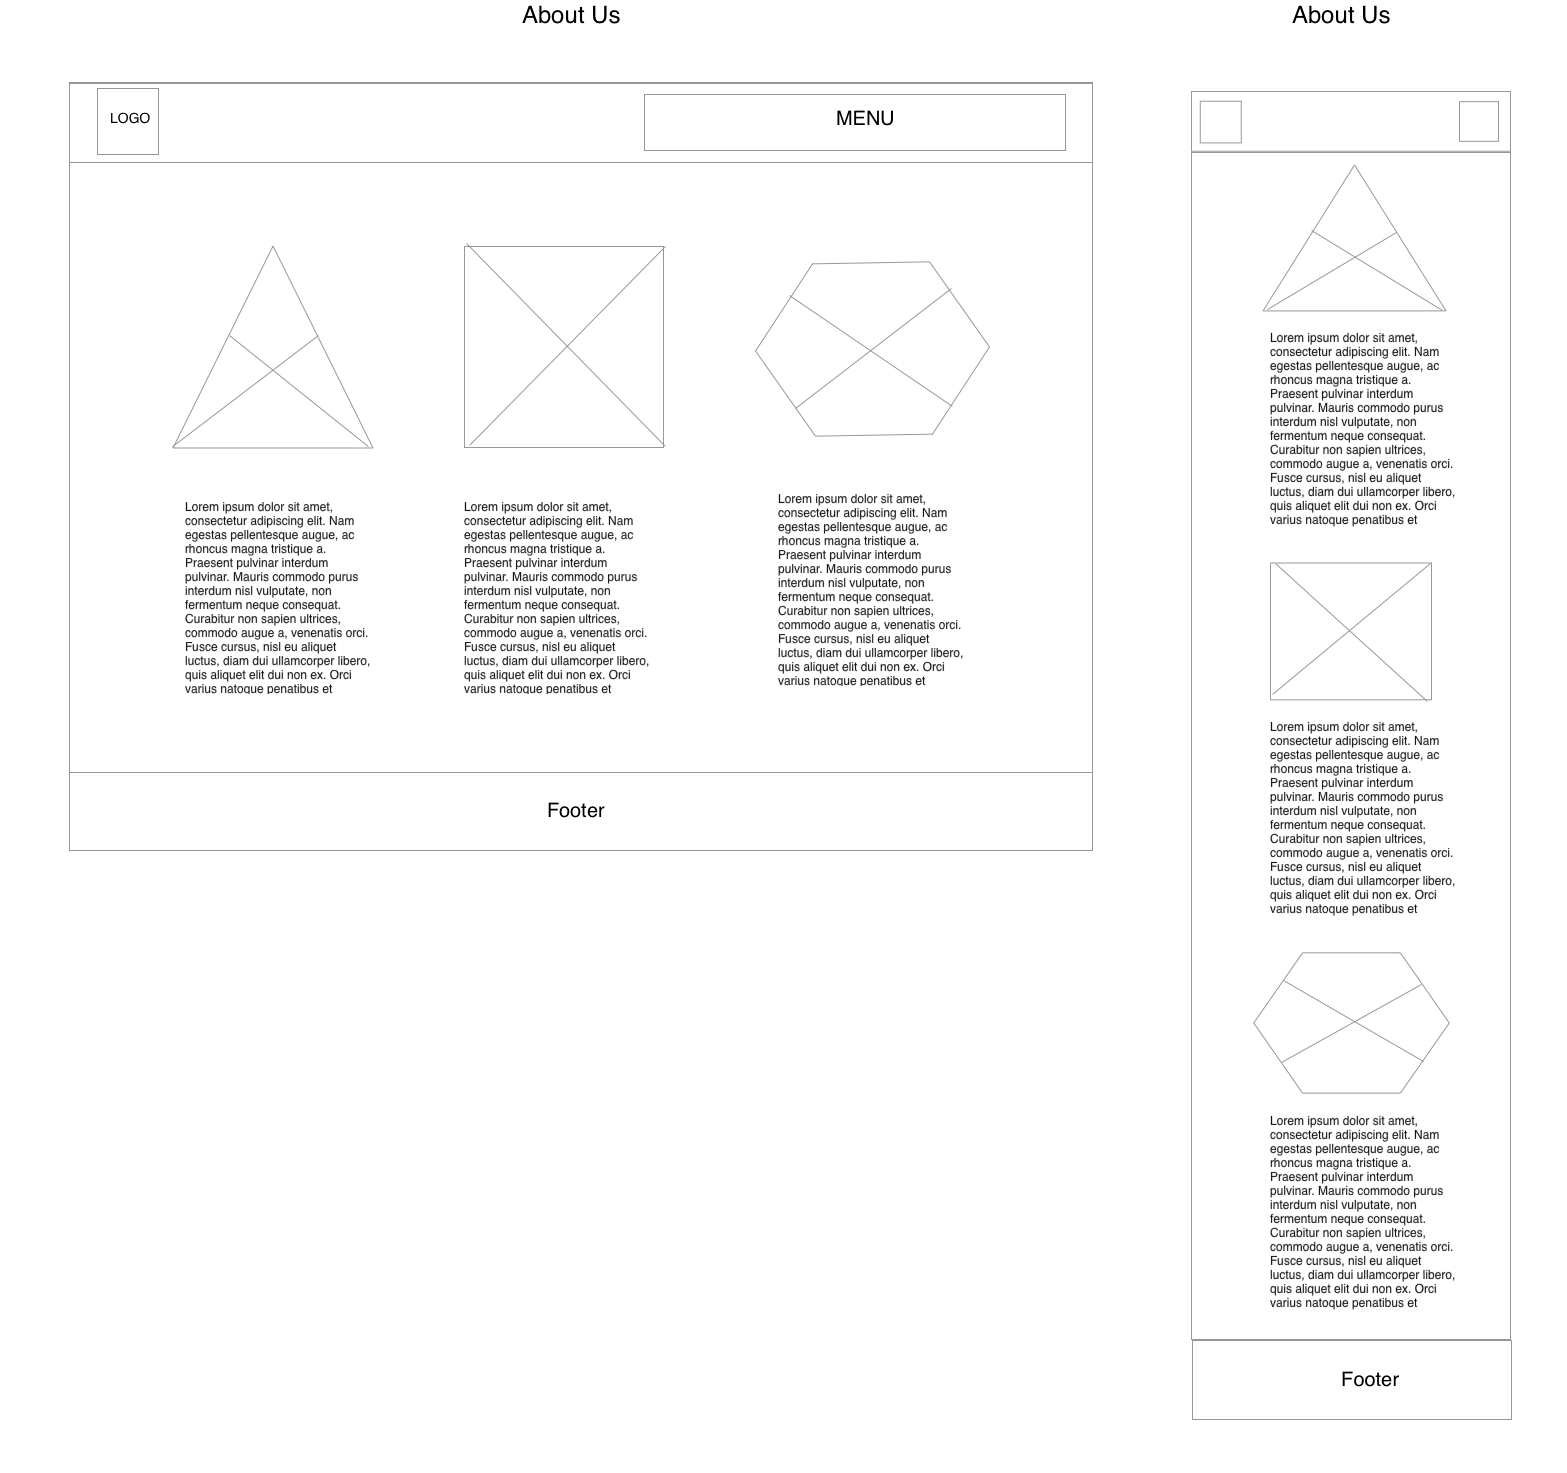 About Us
LOGO
MENU
Lorem ipsum dolor sit amet,
consectetur adipiscing elit. Nam
egestas pellentesque augue, ac
rhoncus magna tristique a.
Praesent pulvinar interdum
pulvinar. Mauris commodo purus
interdum nisl vulputate, non
fermentum neque consequat.
Curabitur non sapien ultrices,
commodo augue a, venenatis orci.
Fusce cursus, nisl eu aliquet
luctus, diam dui ullamcorper libero,
quis aliquet elit dui non ex. Orci
varius natoque penatibus et
Lorem ipsum dolor sit amet,
consectetur adipiscing elit. Nam
egestas pellentesque augue, ac
rhoncus magna tristique a.
Praesent pulvinar interdum
pulvinar. Mauris commodo purus
interdum nisl vulputate, non
fermentum neque consequat.
Curabitur non sapien ultrices,
commodo augue a, venenatis orci.
Fusce cursus, nisl eu aliquet
luctus, diam dui ullamcorper libero,
quis aliquet elit dui non ex. Orci
varius natoque penatibus et
Lorem ipsum dolor sit amet,
consectetur adipiscing elit. Nam
egestas pellentesque augue, ac
rhoncus magna tristique a.
Praesent pulvinar interdum
pulvinar. Mauris commodo purus
interdum nisl vulputate, non
fermentum neque consequat.
Curabitur non sapien ultrices,
commodo augue a, venenatis orci.
Fusce cursus, nisl eu aliquet
luctus, diam dui ullamcorper libero,
quis aliquet elit dui non ex. Orci
varius natoque penatibus et
Footer
About Us
Lorem ipsum dolor sit amet,
consectetur adipiscing elit. Nam
egestas pellentesque augue, ac
rhoncus magna tristique a.
Praesent pulvinar interdum
pulvinar. Mauris commodo purus
interdum nisl vulputate, non
fermentum neque consequat.
Curabitur non sapien ultrices,
commodo augue a, venenatis orci.
Fusce cursus, nisl eu aliquet
luctus, diam dui ullamcorper libero,
quis aliquet elit dui non ex. Orci
varius natoque penatibus et
Lorem ipsum dolor sit amet,
consectetur adipiscing elit. Nam
egestas pellentesque augue, ac
rhoncus magna tristique a.
Praesent pulvinar interdum
pulvinar. Mauris commodo purus
interdum nisl vulputate, non
fermentum neque consequat.
Curabitur non sapien ultrices,
commodo augue a, venenatis orci.
Fusce cursus, nisl eu aliquet
luctus, diam dui ullamcorper libero,
quis aliquet elit dui non ex. Orci
varius natoque penatibus et
Lorem ipsum dolor sit amet,
consectetur adipiscing elit. Nam
egestas pellentesque augue, ac
rhoncus magna tristique a.
Praesent pulvinar interdum
pulvinar. Mauris commodo purus
interdum nisl vulputate, non
fermentum neque consequat.
Curabitur non sapien ultrices,
commodo augue a, venenatis orci.
Fusce cursus, nisl eu aliquet
luctus, diam dui ullamcorper libero,
quis aliquet elit dui non ex. Orci
varius natoque penatibus et
Footer